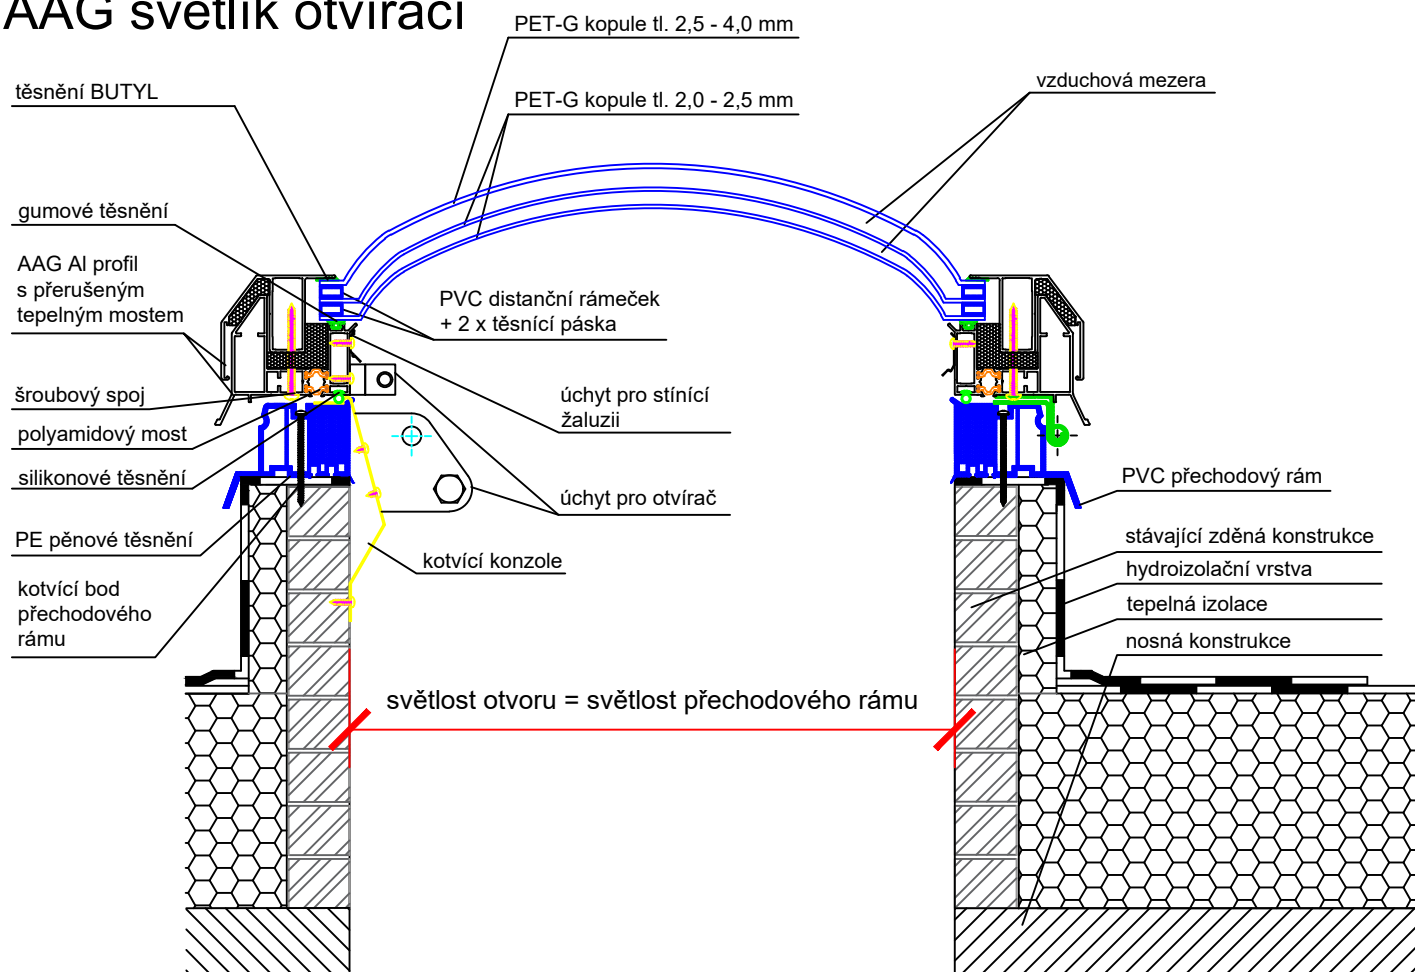 AAG světlík otvírací
PET-G kopule tl. 2,5 - 4,0 mm
těsnění BUTYL
PET-G kopule tl. 2,0 - 2,5 mm
vzduchová mezera
gumové těsnění
AAG Al profil
s přerušeným
tepelným mostem
PVC distanční rámeček
+ 2 x těsnící páska
šroubový spoj
úchyt pro stínící
žaluzii
polyamidový most
silikonové těsnění
úchyt pro otvírač
PVC přechodový rám
PE pěnové těsnění
kotvící konzole
stávající zděná konstrukce
hydroizolační vrstva
kotvící bod
přechodového
rámu
tepelná izolace
nosná konstrukce
světlost otvoru = světlost přechodového rámu